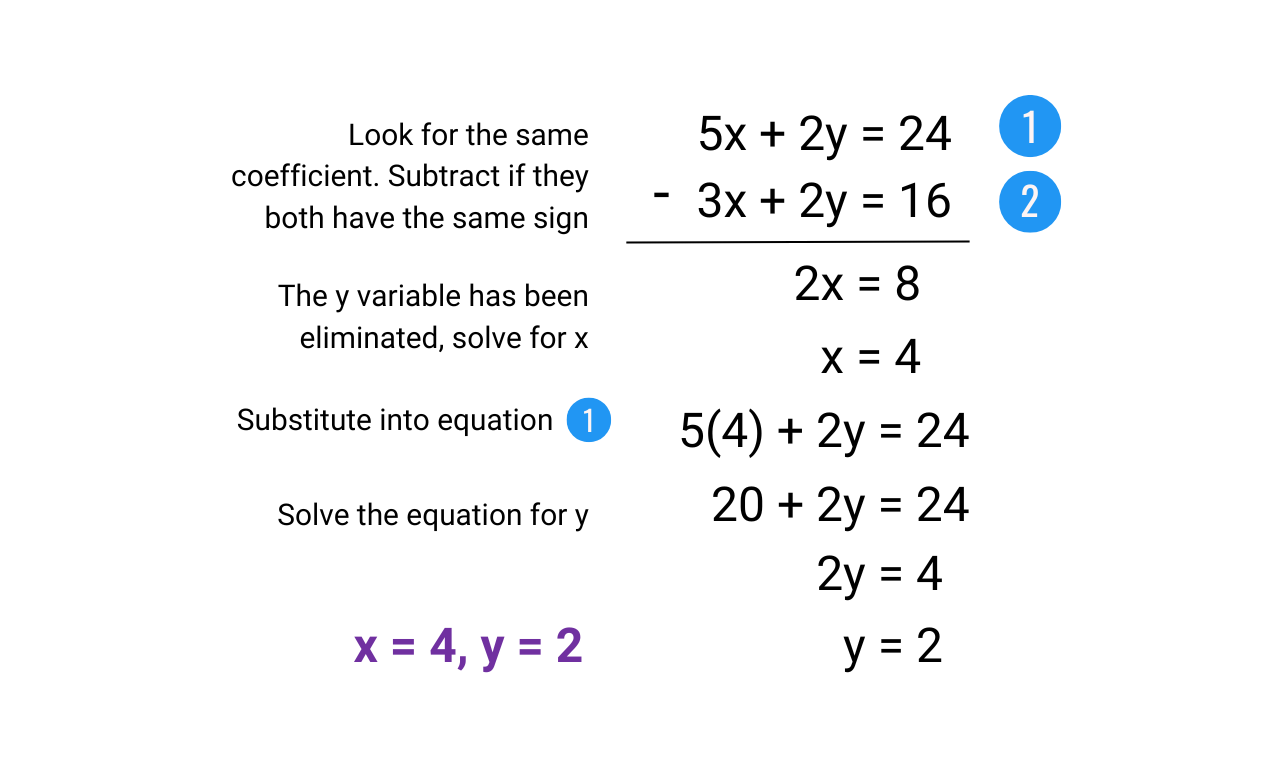 5x + 2y = 24 1
Look for the same
coefficient. Subtract if they
both have the same sign
- 3x + 2y = 16 2
2x = 8
The y variable has been
eliminated, solve for x
x = 4
Substitute into equation 1
5(4) + 2y = 24
20 + 2y = 24
Solve the equation for y
2y = 4
x = 4, y = 2
y = 2